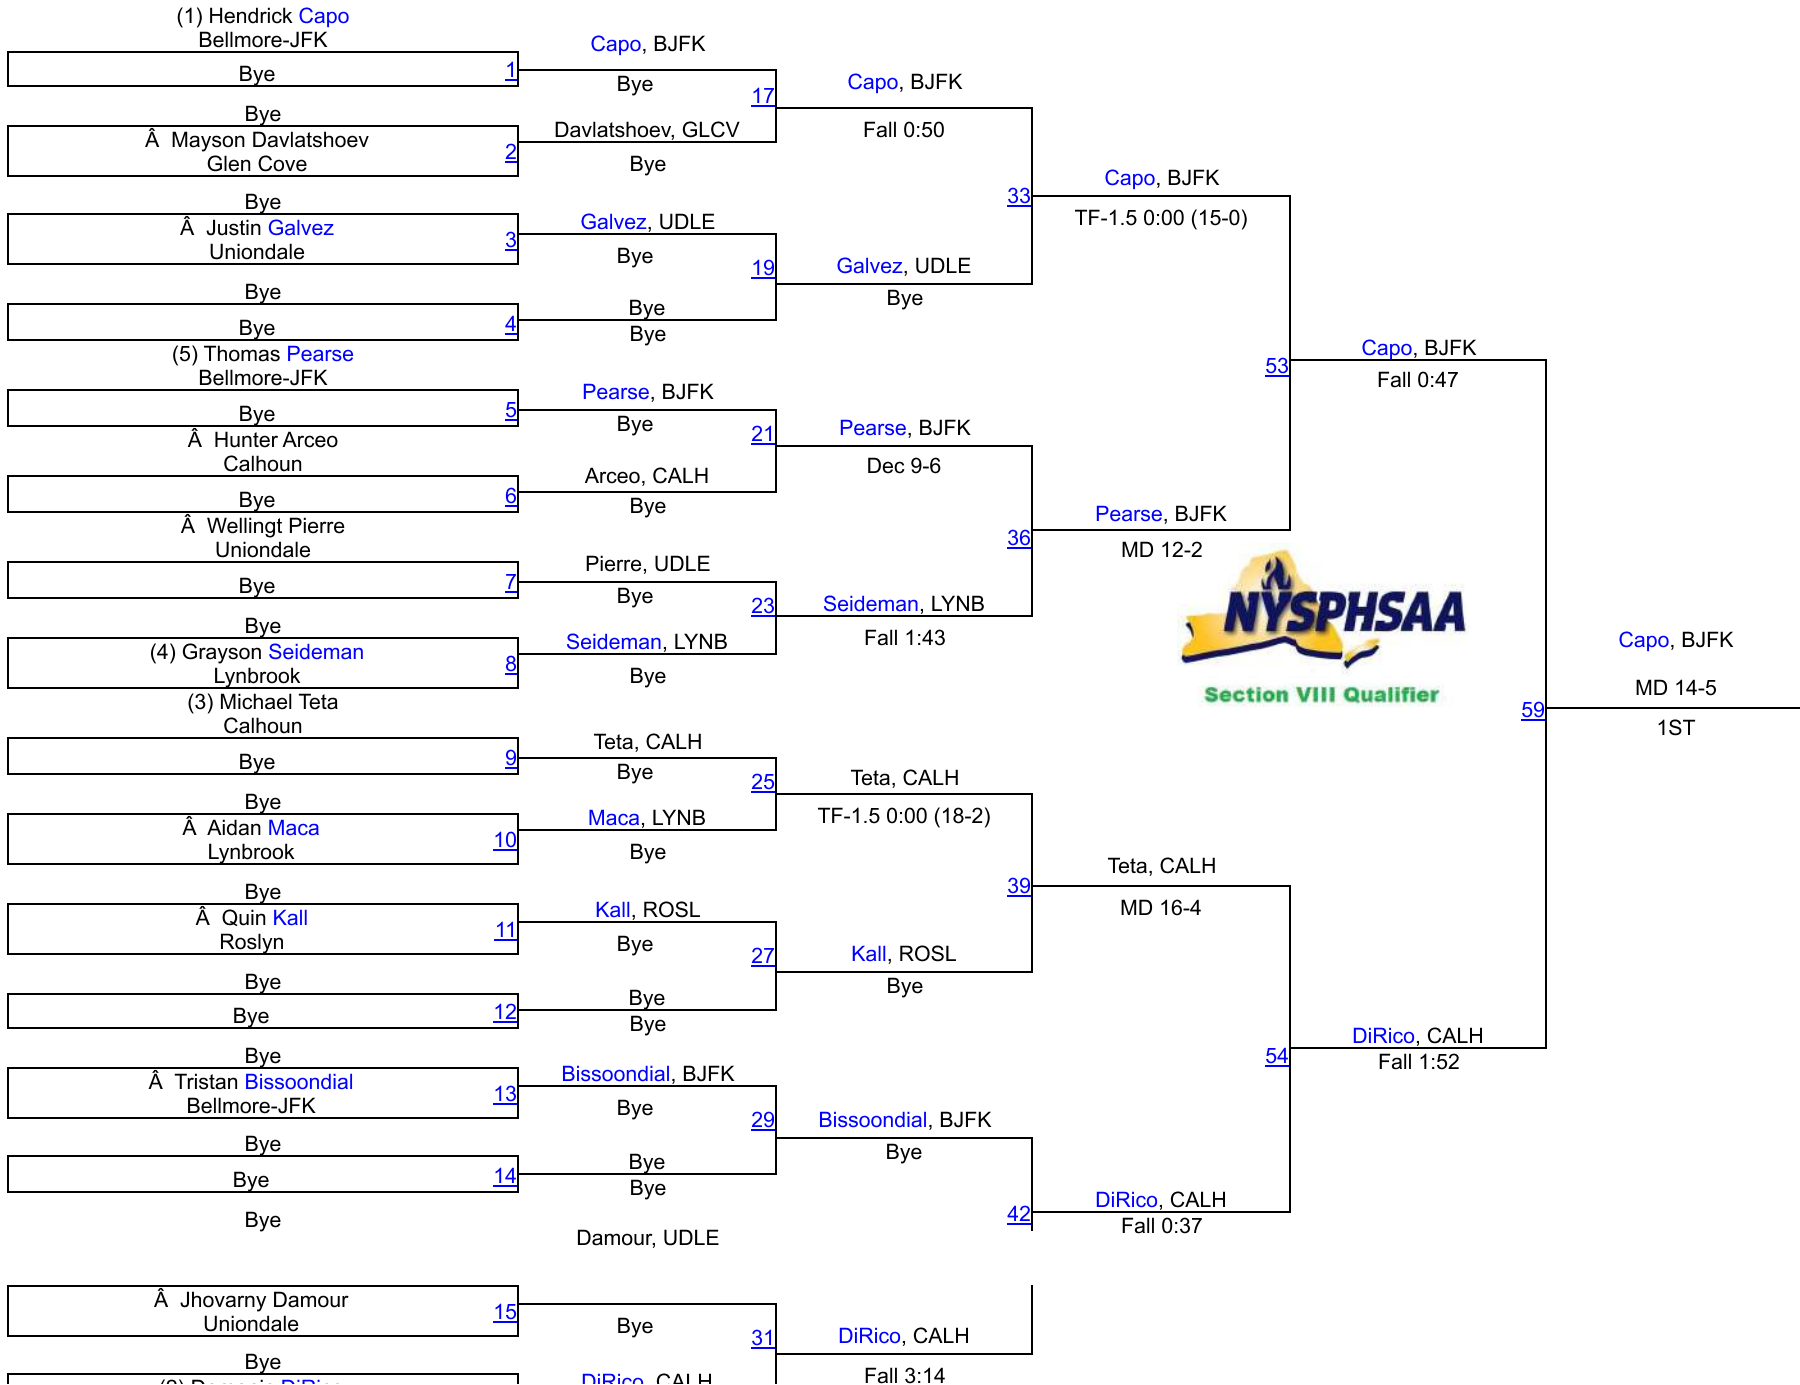 (1) Hendrick Capo
Bellmore-JFK
Bye
1
Bye
Â Mayson Davlatshoev
Glen Cove
2
Bye
Â Justin Galvez
Uniondale
3
Bye
Bye
4
(5) Thomas Pearse
Bellmore-JFK
Bye
5
Â Hunter Arceo
Calhoun
Bye
6
Â Wellingt Pierre
Uniondale
Bye
7
Bye
(4) Grayson Seideman
Lynbrook
8
(3) Michael Teta
Calhoun
Bye
9
Bye
Â Aidan Maca
Lynbrook
10
Bye
Â Quin Kall
Roslyn
11
Bye
Bye
12
Bye
Â Tristan Bissoondial
Bellmore-JFK
13
Bye
Bye
14
Bye
Â Jhovarny Damour
Uniondale
15
Bye
Capo, BJFK
Bye
17
Davlatshoev, GLCV
Bye
Galvez, UDLE
Bye
19
Bye
Bye
Pearse, BJFK
Bye
21
Arceo, CALH
Bye
Pierre, UDLE
Bye
23
Seideman, LYNB
Bye
Teta, CALH
Bye
25
Maca, LYNB
Bye
Kall, ROSL
Bye
27
Bye
Bye
Bissoondial, BJFK
Bye
29
Bye
Bye
Damour, UDLE
Bye
31
DiRico, CALH
Capo, BJFK
Fall 0:50
33
Galvez, UDLE
Bye
Pearse, BJFK
Dec 9-6
36
Seideman, LYNB
Fall 1:43
Teta, CALH
TF-1.5 0:00 (18-2)
39
Kall, ROSL
Bye
Bissoondial, BJFK
Bye
42
DiRico, CALH
Fall 3:14
Capo, BJFK
TF-1.5 0:00 (15-0)
53
Pearse, BJFK
MD 12-2
NYSPHSAA
Section VIII Qualifier
Teta, CALH
MD 16-4
54
DiRico, CALH
Fall 0:37
Capo, BJFK
Fall 0:47
59
DiRico, CALH
Fall 1:52
Capo, BJFK
MD 14-5
1ST